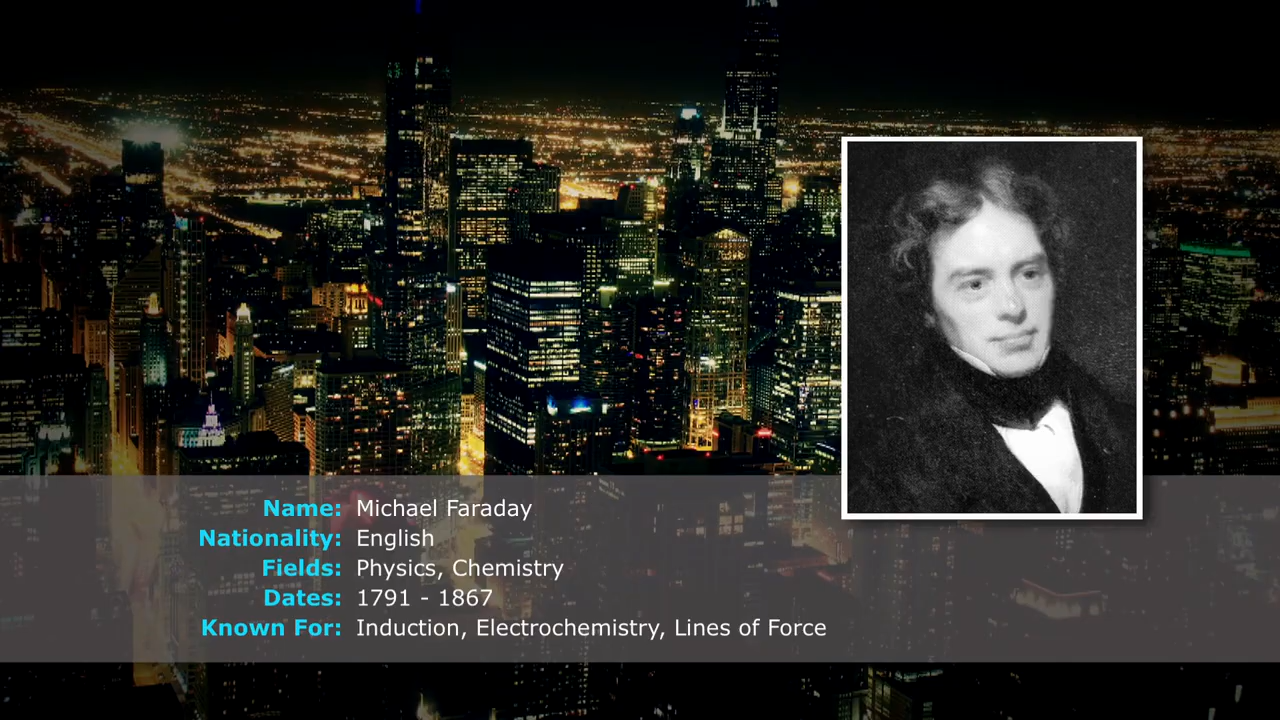 Name: Michael Faraday
Nationality: English
Fields: Physics, Chemistry
Dates: 1791 - 1867
Known For: Induction, Electrochemistry, Lines of Force